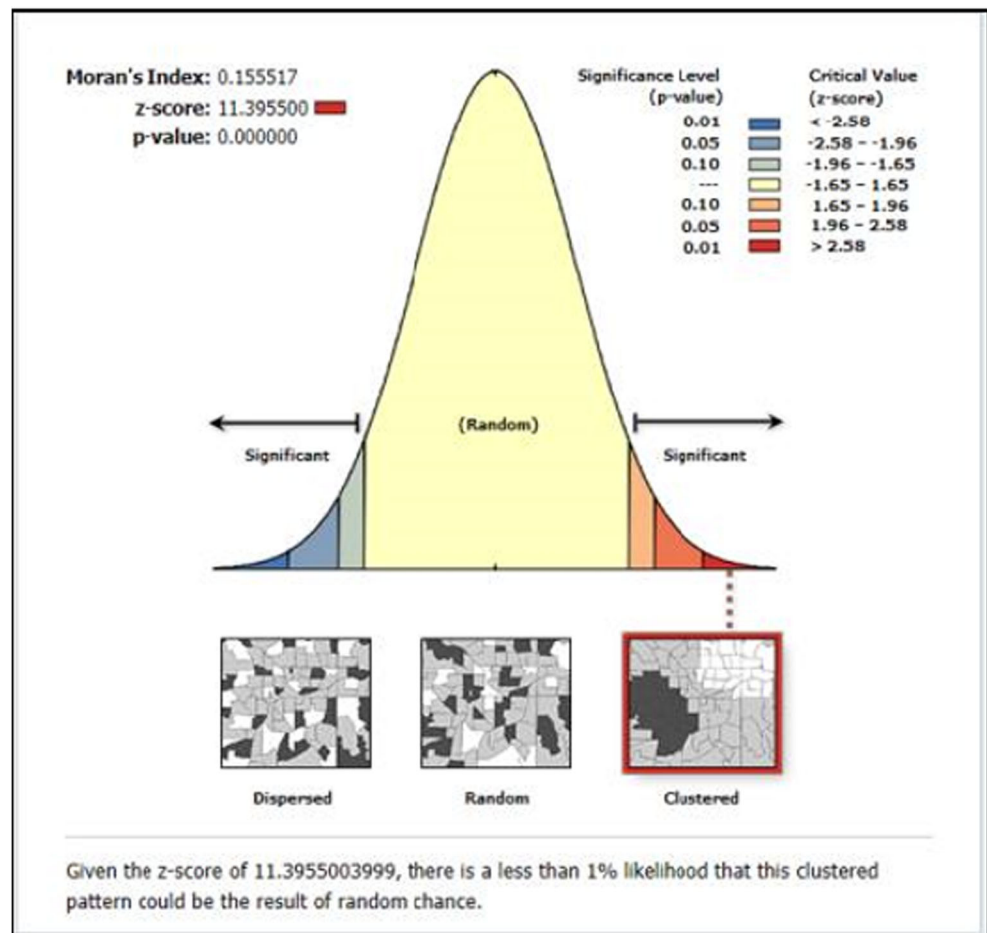 Moran's Index: 0.155517
z-score: 11.395500
p-value: 0.000000
Significance Level
(p-value)
Critical Value
(z-score)
0.01 < -2.58
0.05 -2.58 - -1.96
0.10 -1.96 - -1.65
--- -1.65 - 1.65
0.10 1.65 - 1.96
0.05 1.96 - 2.58
0.01 > 2.58
(Random)
Significant
Significant
Dispersed
Random
Clustered
Given the z-score of 11.3955003999, there is a less than 1% likelihood that this clustered
pattern could be the result of random chance.